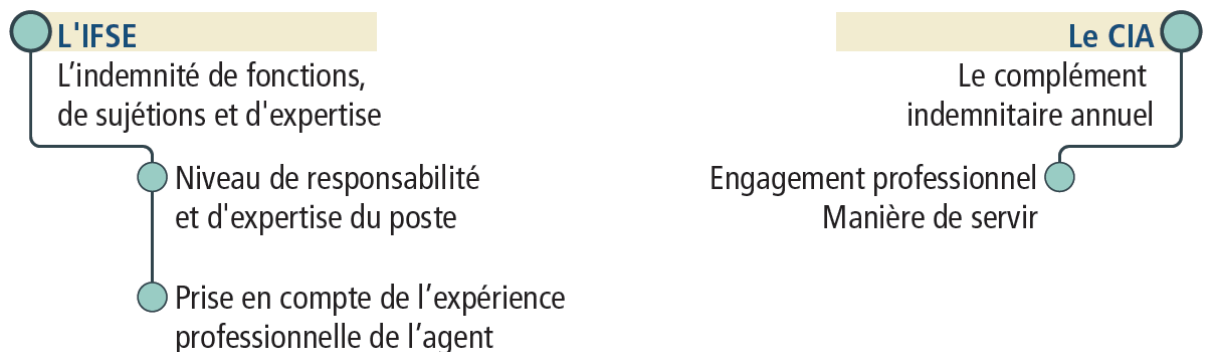 L'IFSE
L’indemnité de fonctions,
de sujétions et d'expertise
Niveau de responsabilité
et d'expertise du poste
Prise en compte de l’expérience
professionnelle de l’agent
Le CIA
Le complément
indemnitaire annuel
Engagement professionnel
Manière de servir